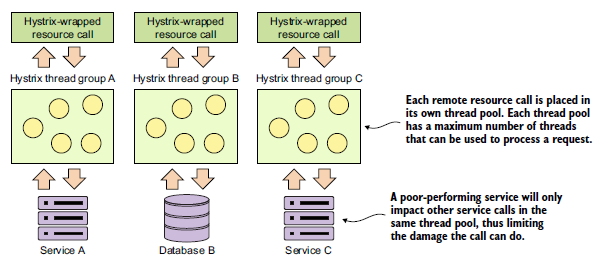 Hystrix-wrapped
resource call
Hystrix-wrapped
resource call
Hystrix-wrapped
resource call
Hystrix thread group A
Hystrix thread group B
Hystrix thread group C
Each remote resource call is placed in
its own thread pool. Each thread pool
has a maximum number of threads
that can be used to process a request.
A poor-performing service will only
impact other service calls in the
same thread pool, thus limiting
the damage the call can do.
Service A
Database B
Service C